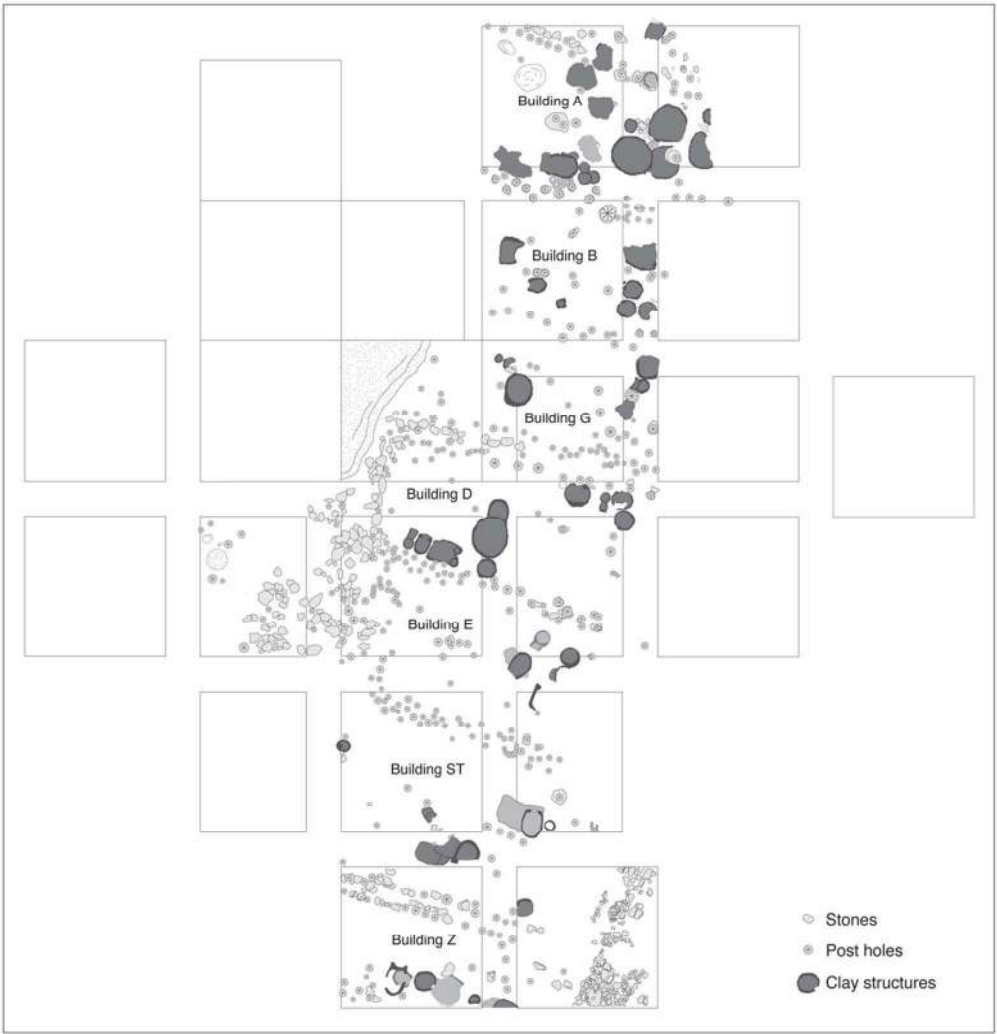 Building A
Building B
Building G
Building D
Building E
Building ST
Building Z
Stones
Post holes
Clay structures